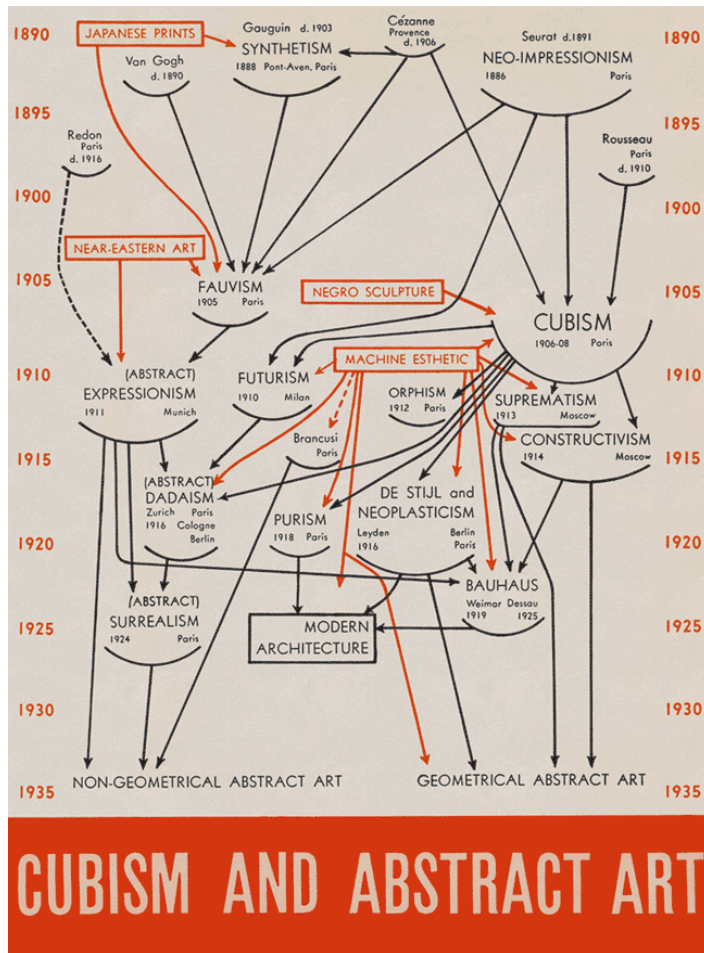 1890
JAPANESE PRINTS
Van Gogh
d. 1890
Gauguin d. 1903
SYNTHETISM
1888 Pont-Aven, Paris
Cézanne
Provence
d. 1906
Seurat d.1891
NEO-IMPRESSIONISM
1886 Paris
1890
1895
1895
Redon
Paris
d. 1916
Rousseau
Paris
d. 1910
1900
1900
NEAR-EASTERN ART
1905
FAUVISM
1905 Paris
NEGRO SCULPTURE
1905
CUBISM
1906-08 Paris
MACHINE ESTHETIC
1910
(ABSTRACT)
EXPRESSIONISM
1911 Munich
FUTURISM
1910 Milan
ORPHISM
1912 Paris
SUPREMATISM
1913 Moscow
1910
Brancusi
Paris
CONSTRUCTIVISM
1914 Moscow
1915
1915
(ABSTRACT)
DADAISM
Zurich Paris
1916 Cologne
Berlin
PURISM
1918 Paris
DE STIJL and
NEOPLASTICISM
Leyden Berlin
1916 Paris
1920
1920
BAUHAUS
Weimar Dessau
1919 1925
(ABSTRACT)
SURREALISM
1924 Paris
MODERN
ARCHITECTURE
1925
1925
1930
1930
NON-GEOMETRICAL ABSTRACT ART
GEOMETRICAL ABSTRACT ART
1935
1935
CUBISM AND ABSTRACT ART